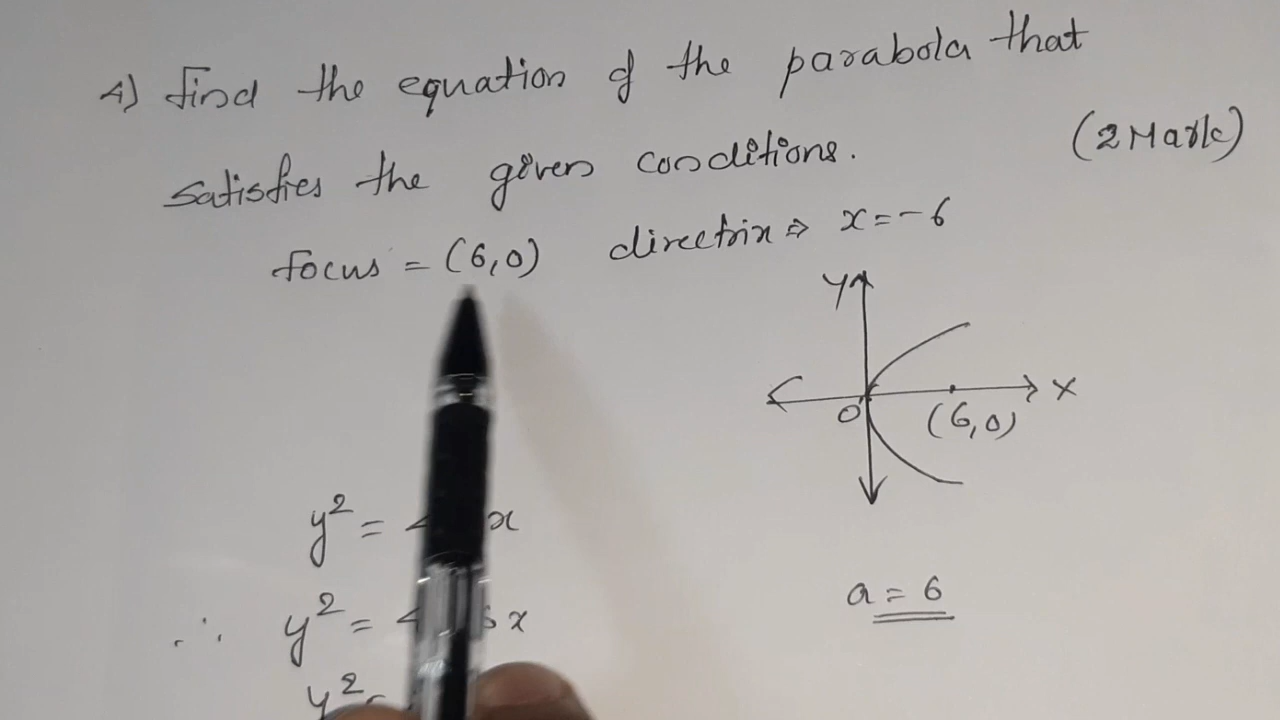 4) find the equation of the parabola that
satisfies the given conditions. (2 Mark)
focus = (6,0) directrix ⇒ x=-6
Y
X
O
(6,0)
y² = x
a = 6
∴ y² = x
y² =